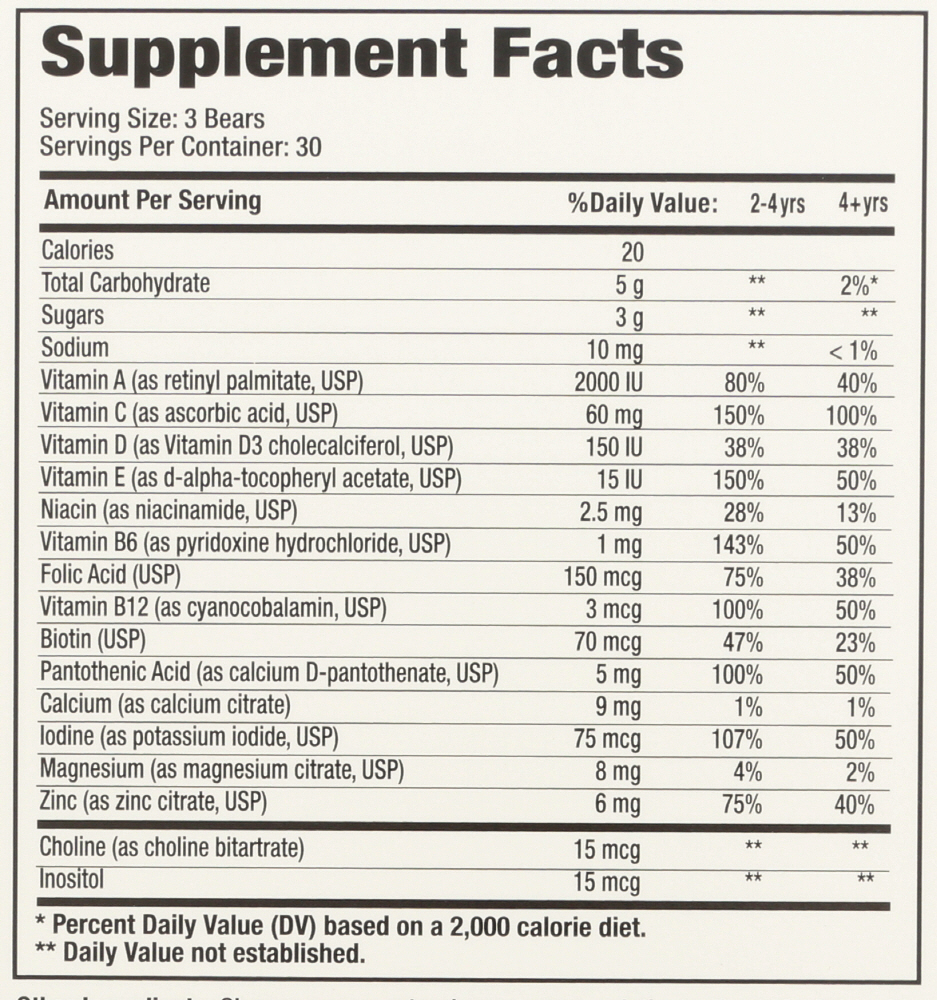 Supplement Facts
Serving Size: 3 Bears
Servings Per Container: 30
Amount Per Serving %Daily Value: 2-4 yrs 4+yrs
Calories 20
Total Carbohydrate 5 g ** 2%*
Sugars 3 g ** **
Sodium 10 mg ** < 1%
Vitamin A (as retinyl palmitate, USP) 2000 IU 80% 40%
Vitamin C (as ascorbic acid, USP) 60 mg 150% 100%
Vitamin D (as Vitamin D3 cholecalciferol, USP) 150 IU 38% 38%
Vitamin E (as d-alpha-tocopheryl acetate, USP) 15 IU 150% 50%
Niacin (as niacinamide, USP) 2.5 mg 28% 13%
Vitamin B6 (as pyridoxine hydrochloride, USP) 1 mg 143% 50%
Folic Acid (USP) 150 mcg 75% 38%
Vitamin B12 (as cyanocobalamin, USP) 3 mcg 100% 50%
Biotin (USP) 70 mcg 47% 23%
Pantothenic Acid (as calcium D-pantothenate, USP) 5 mg 100% 50%
Calcium (as calcium citrate) 9 mg 1% 1%
Iodine (as potassium iodide, USP) 75 mcg 107% 50%
Magnesium (as magnesium citrate, USP) 8 mg 4% 2%
Zinc (as zinc citrate, USP) 6 mg 75% 40%
Choline (as choline bitartrate) 15 mcg ** **
Inositol 15 mcg ** **
* Percent Daily Value (DV) based on a 2,000 calorie diet.
** Daily Value not established.